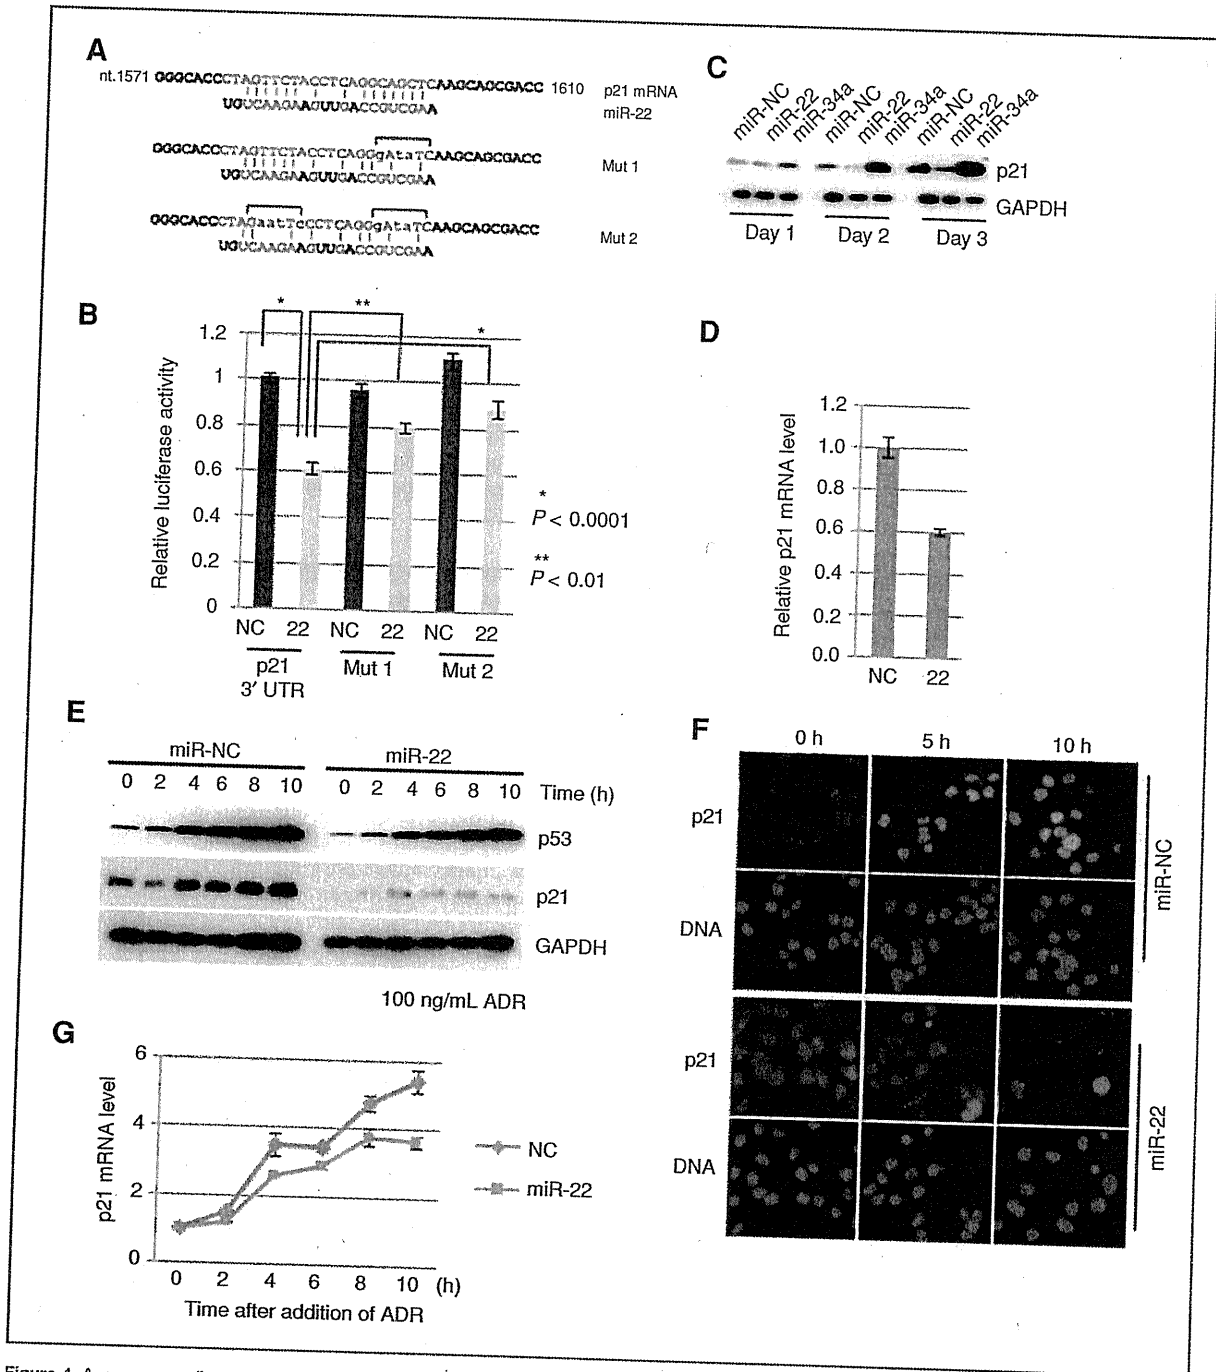 A
nt.1571 GGGCACCCTAGTTCTACCTCAGGCAGCTCAAGCAGCGACC 1610 p21 mRNA
UGUCAAGAAGUUGACCGUCGAA miR-22
GGGCACCCTAGTTCTACCTCAGGgAtaTCAAGCAGCGACC
UGUCAAGAAGUUGACCGUCGAA Mut 1
GGGCACCCTAGaatTcCCTCAGGgAtaTCAAGCAGCGACC
UGUCAAGAAGUUGACCGUCGAA Mut 2
C
miR-NC miR-22 miR-34a miR-NC miR-22 miR-34a miR-NC miR-22 miR-34a
p21
GAPDH
Day 1 Day 2 Day 3
B
Relative luciferase activity
1.2
1
0.8
0.6
0.4
0.2
0
* ** *
*
P < 0.0001
**
P < 0.01
NC 22 NC 22 NC 22
p21
3′ UTR
Mut 1 Mut 2
D
Relative p21 mRNA level
1.2
1.0
0.8
0.6
0.4
0.2
0.0
NC 22
E
miR-NC miR-22
0 2 4 6 8 10 0 2 4 6 8 10 Time (h)
p53
p21
GAPDH
100 ng/mL ADR
F
0 h 5 h 10 h
p21
DNA
miR-NC
p21
DNA
miR-22
G
p21 mRNA level
6
4
2
0
NC
miR-22
0 2 4 6 8 10 (h)
Time after addition of ADR